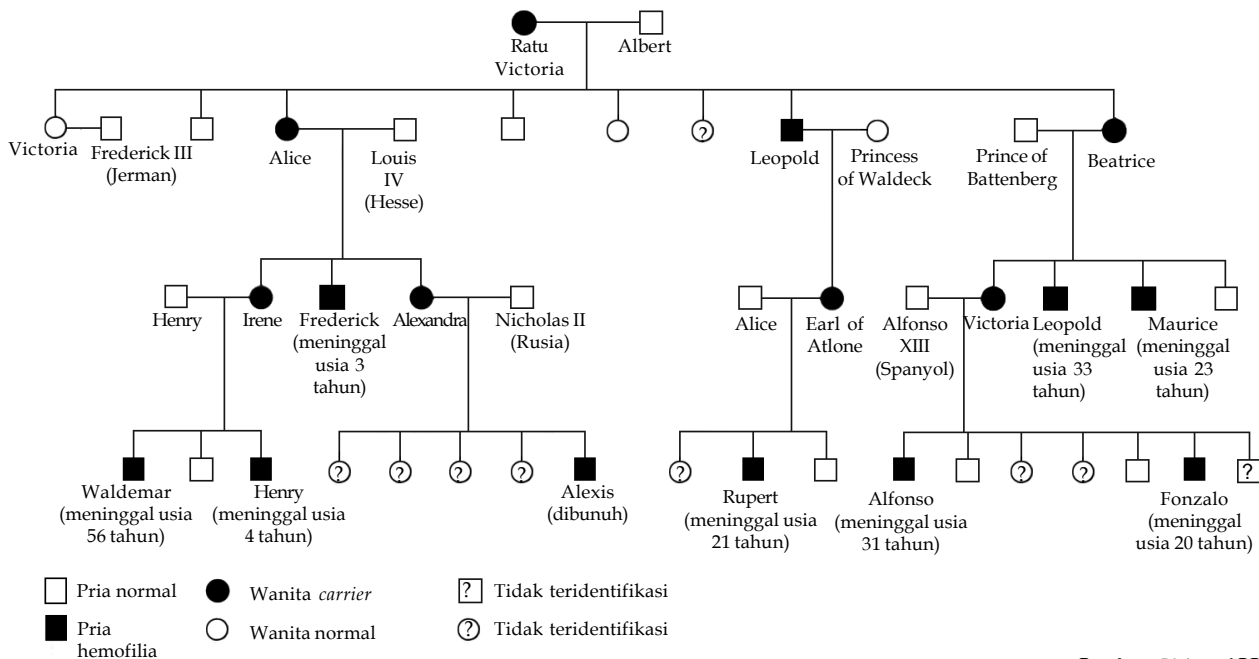 Ratu
Victoria
Albert
Victoria
Frederick III
(Jerman)
Alice
Louis
IV
(Hesse)
?
Leopold
Princess
of Waldeck
Prince of
Battenberg
Beatrice
Henry
Irene
Frederick
(meninggal
usia 3
tahun)
Alexandra
Nicholas II
(Rusia)
Alice
Earl of
Atlone
Alfonso
XIII
(Spanyol)
Victoria
Leopold
(meninggal
usia 33
tahun)
Maurice
(meninggal
usia 23
tahun)
Waldemar
(meninggal usia
56 tahun)
Henry
(meninggal usia
4 tahun)
?
?
?
?
Alexis
(dibunuh)
?
Rupert
(meninggal usia
21 tahun)
Alfonso
(meninggal usia
31 tahun)
?
?
Fonzalo
(meninggal
usia 20 tahun)
?
Pria normal
Wanita carrier
? Tidak teridentifikasi
Pria
hemofilia
Wanita normal
? Tidak teridentifikasi